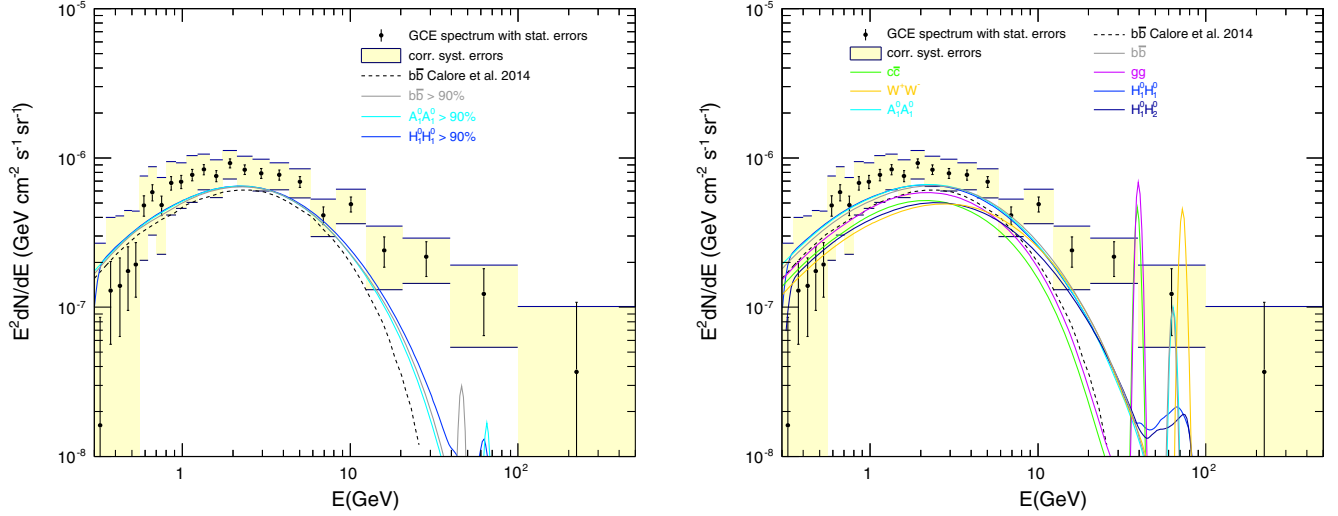 10⁻⁵
GCE spectrum with stat. errors
corr. syst. errors
bb̅ Calore et al. 2014
bb̅ > 90%
A₁⁰A₁⁰ > 90%
H₁⁰H₁⁰ > 90%
10⁻⁶
10⁻⁷
10⁻⁸
E²dN/dE (GeV cm⁻² s⁻¹ sr⁻¹)
1
10
10²
E(GeV)
10⁻⁵
GCE spectrum with stat. errors
bb̅ Calore et al. 2014
corr. syst. errors
bb̅
cc̅
gg
W⁺W⁻
H₁⁰H₁⁰
A₁⁰A₁⁰
H₁⁰H₂⁰
10⁻⁶
10⁻⁷
10⁻⁸
E²dN/dE (GeV cm⁻² s⁻¹ sr⁻¹)
1
10
10²
E(GeV)